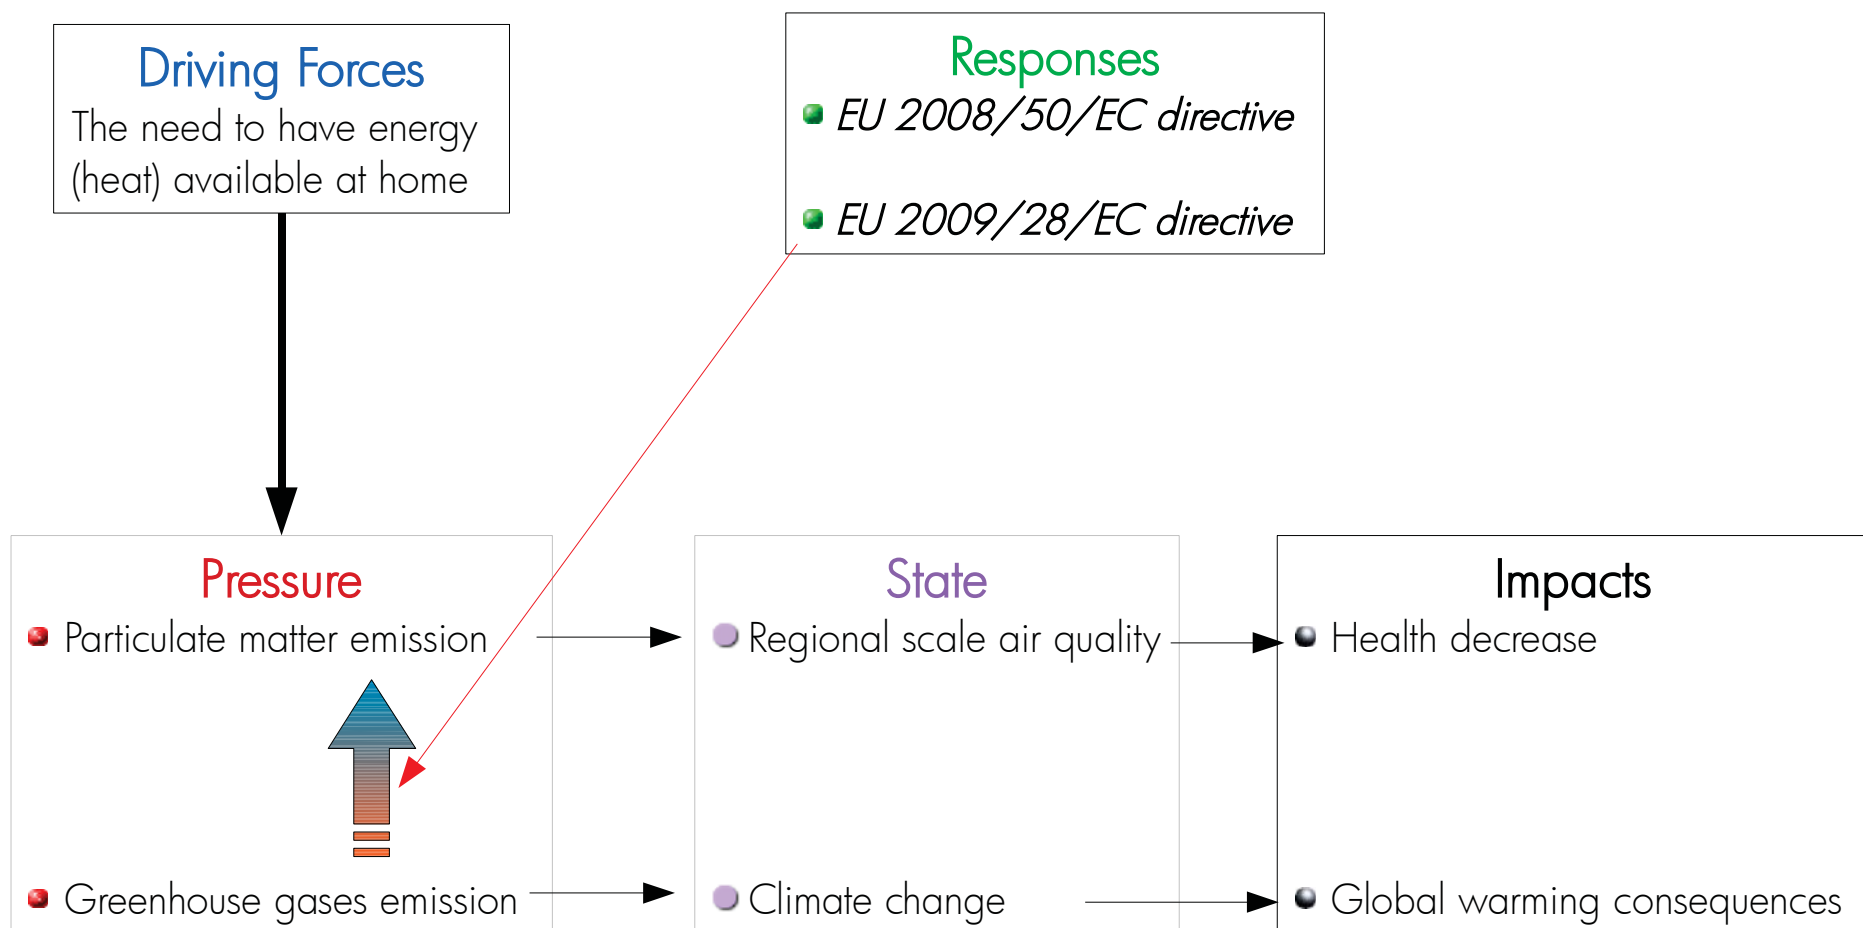 Driving Forces
The need to have energy
(heat) available at home
Responses
EU 2008/50/EC directive
EU 2009/28/EC directive
Pressure
Particulate matter emission
Greenhouse gases emission
State
Regional scale air quality
Climate change
Impacts
Health decrease
Global warming consequences